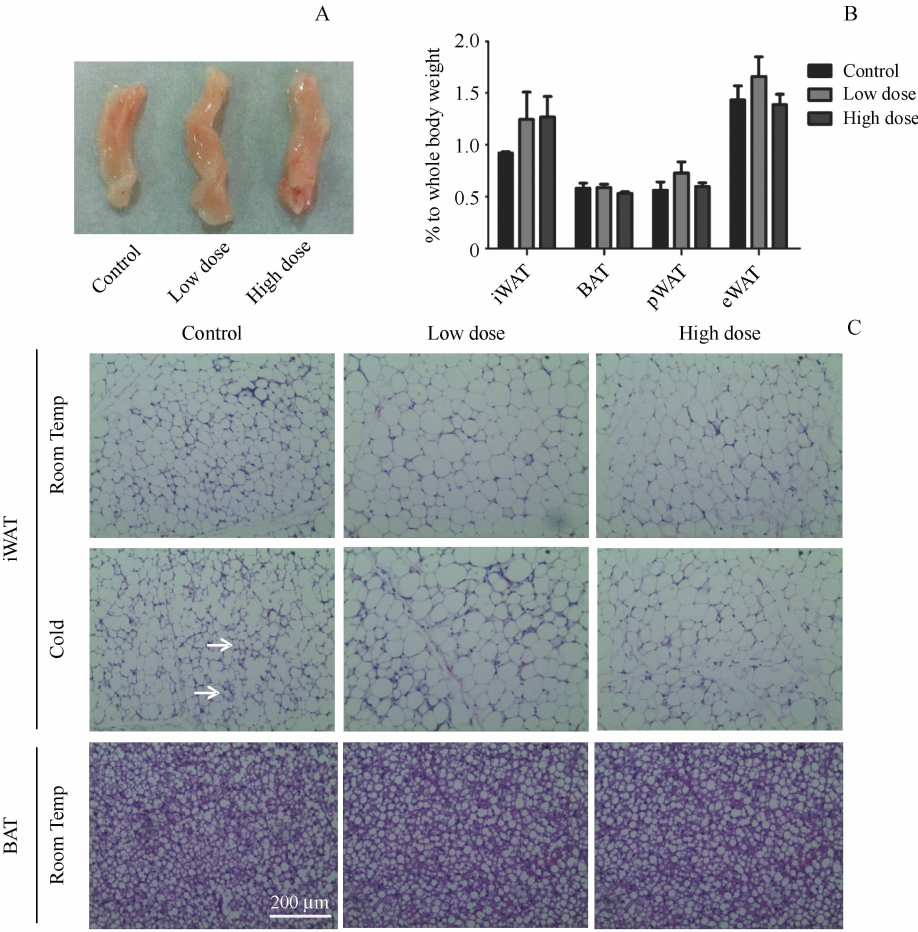 A
Control
Low dose
High dose
B
% to whole body weight
2.0
1.5
1.0
0.5
0
iWAT
BAT
pWAT
eWAT
Control
Low dose
High dose
C
Control
Low dose
High dose
iWAT
Room Temp
Cold
BAT
Room Temp
200 μm